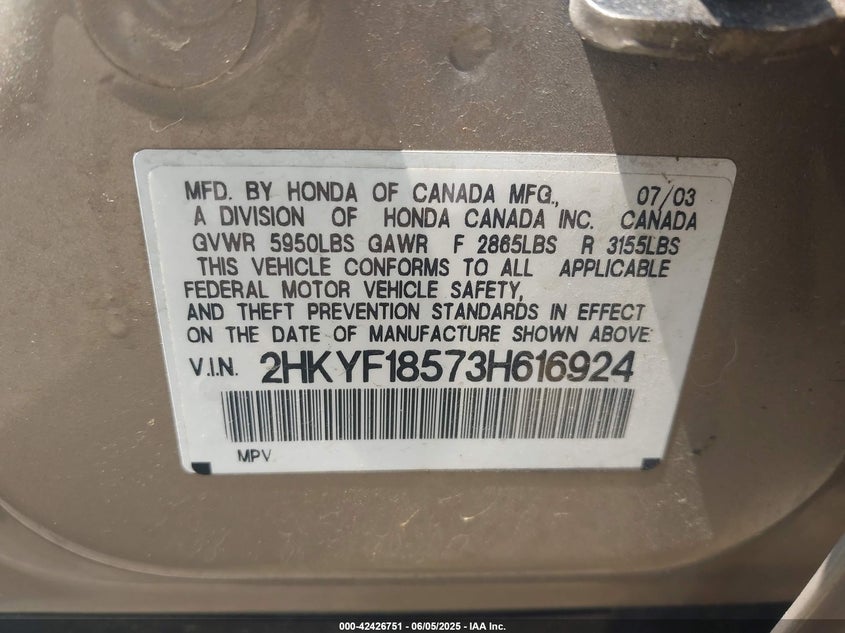 MFD. BY HONDA OF CANADA MFG., 07/03
A DIVISION OF HONDA CANADA INC. CANADA
GVWR 5950LBS GAWR F 2865LBS R 3155LBS
THIS VEHICLE CONFORMS TO ALL APPLICABLE
FEDERAL MOTOR VEHICLE SAFETY,
AND THEFT PREVENTION STANDARDS IN EFFECT
ON THE DATE OF MANUFACTURE SHOWN ABOVE.
V.I.N. 2HKYF18573H616924
MPV
000-42426751 - 06/05/2025 - IAA Inc.